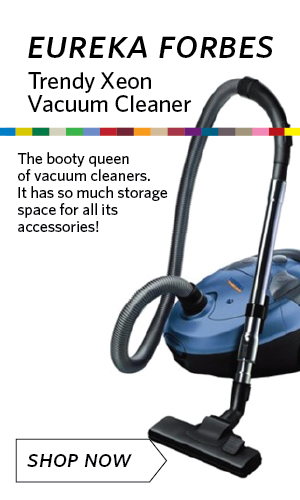 EUREKA FORBES
Trendy Xeon
Vacuum Cleaner
The booty queen
of vacuum cleaners.
It has so much storage
space for all its
accessories!
SHOP NOW